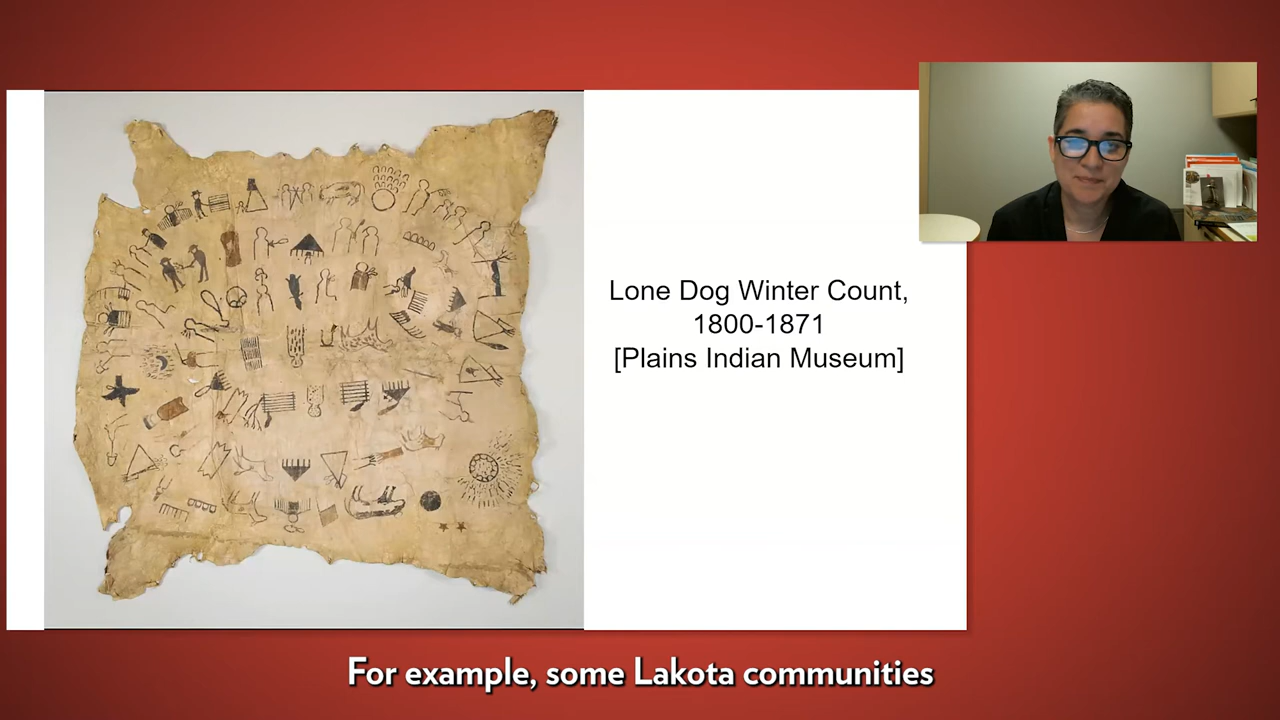 Lone Dog Winter Count,
1800-1871
[Plains Indian Museum]
For example, some Lakota communities